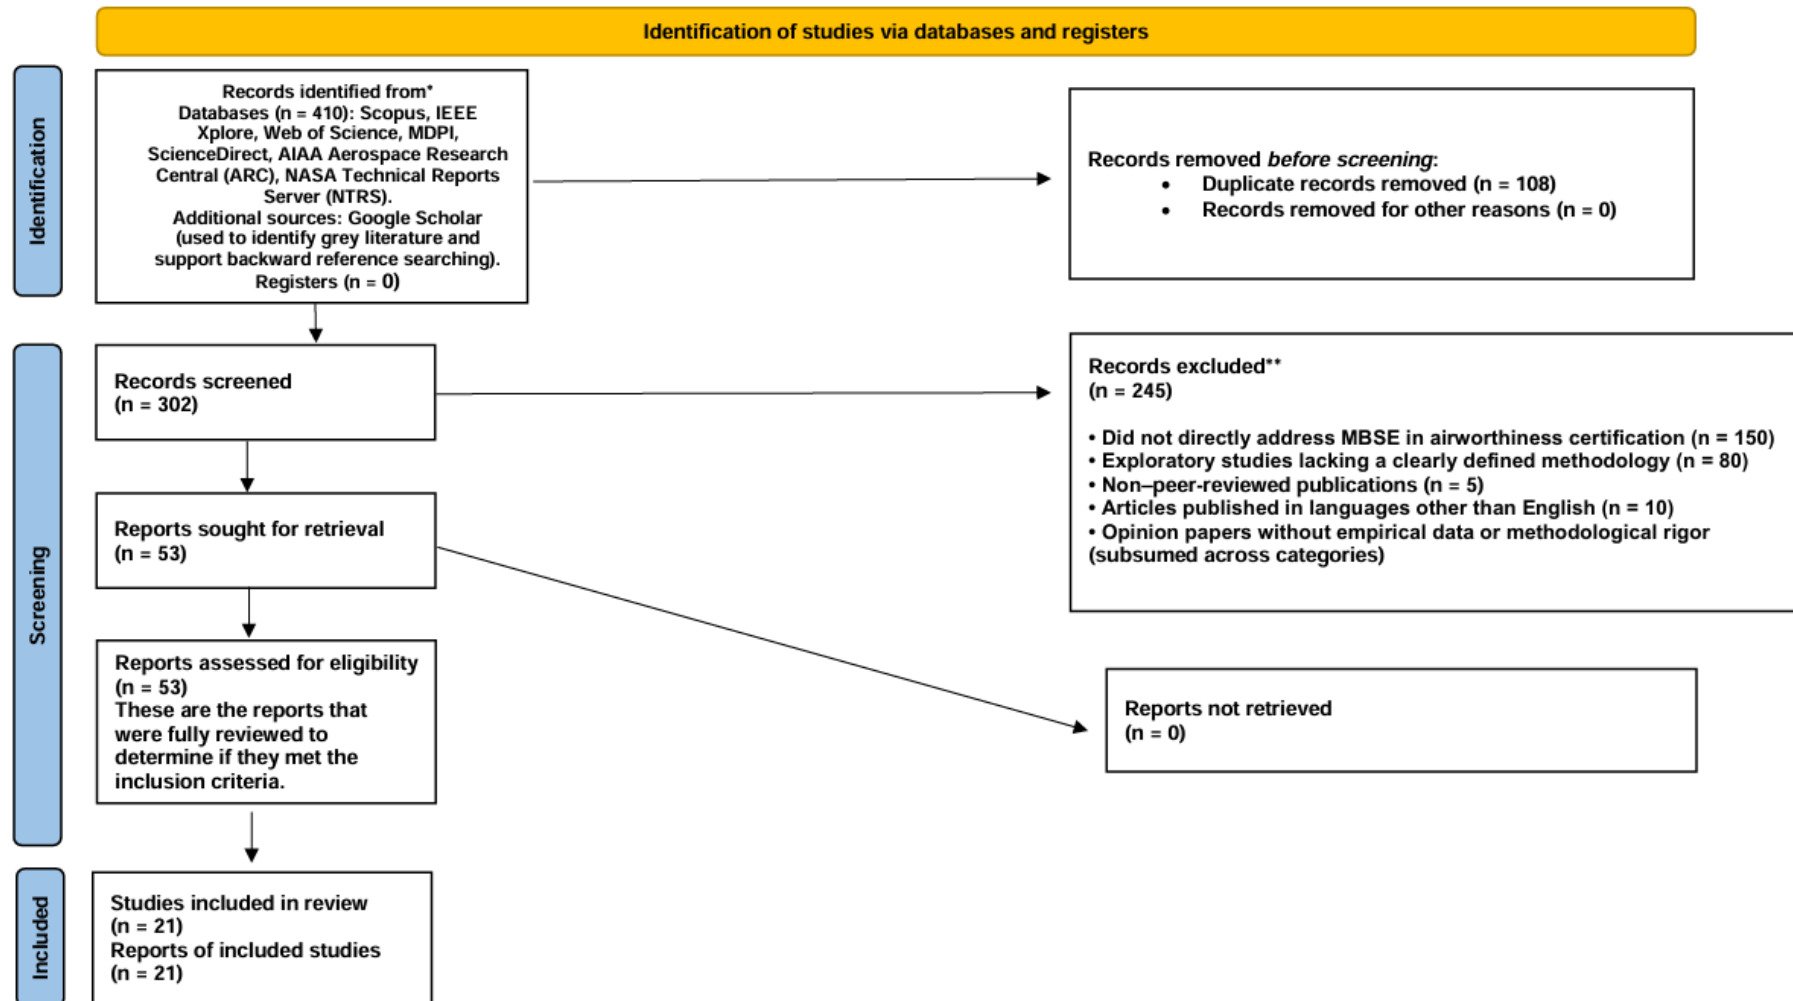 Identification of studies via databases and registers
Identification
Records identified from*
Databases (n = 410): Scopus, IEEE
Xplore, Web of Science, MDPI,
ScienceDirect, AIAA Aerospace Research
Central (ARC), NASA Technical Reports
Server (NTRS).
Additional sources: Google Scholar
(used to identify grey literature and
support backward reference searching).
Registers (n = 0)
Records removed before screening:
• Duplicate records removed (n = 108)
• Records removed for other reasons (n = 0)
Screening
Records screened
(n = 302)
Records excluded**
(n = 245)
• Did not directly address MBSE in airworthiness certification (n = 150)
• Exploratory studies lacking a clearly defined methodology (n = 80)
• Non–peer-reviewed publications (n = 5)
• Articles published in languages other than English (n = 10)
• Opinion papers without empirical data or methodological rigor
(subsumed across categories)
Reports sought for retrieval
(n = 53)
Reports not retrieved
(n = 0)
Reports assessed for eligibility
(n = 53)
These are the reports that
were fully reviewed to
determine if they met the
inclusion criteria.
Included
Studies included in review
(n = 21)
Reports of included studies
(n = 21)